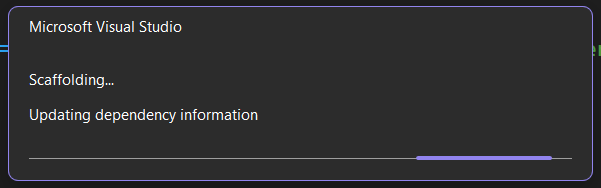 Microsoft Visual Studio
Scaffolding...
Updating dependency information